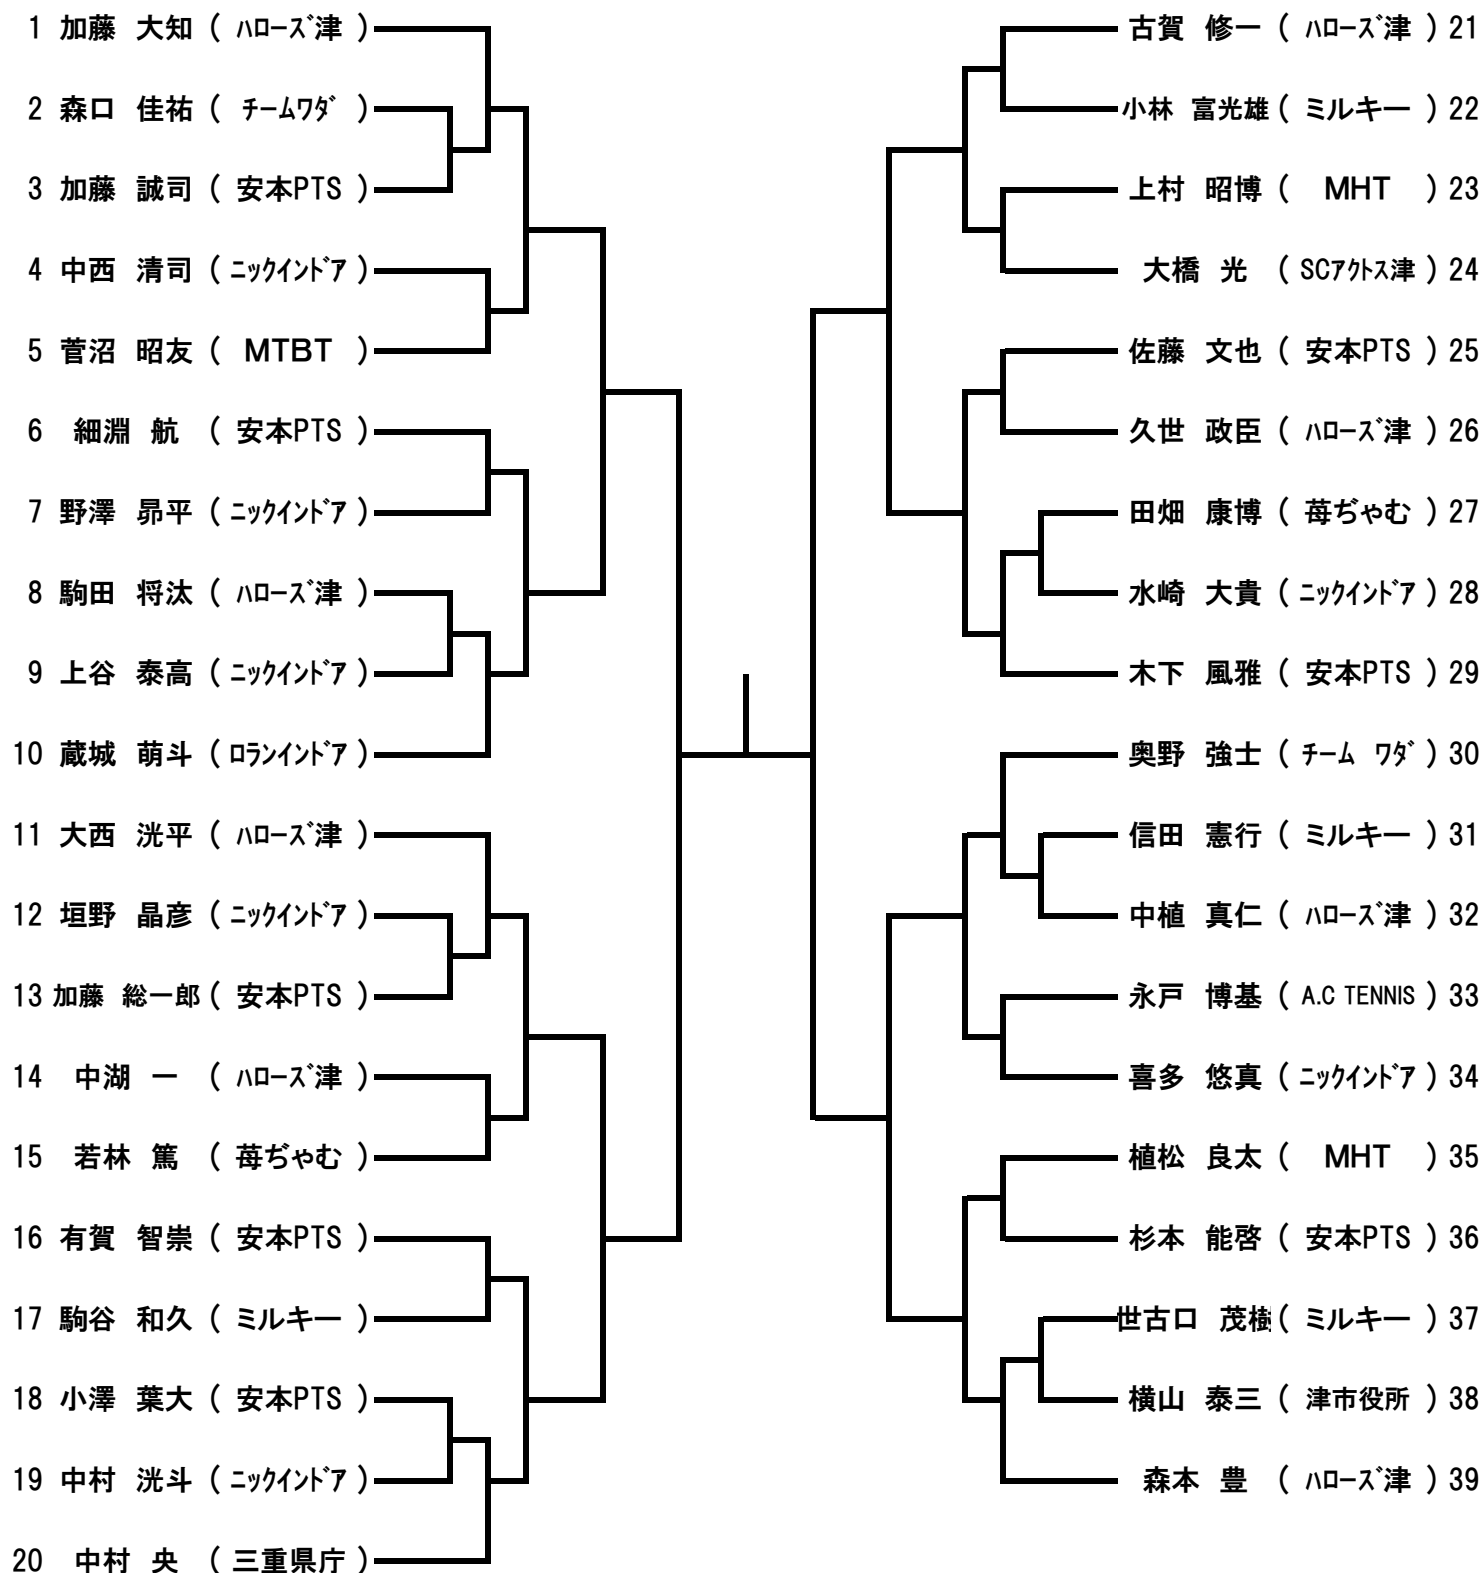 1 加藤 大知 ( ﾊﾛｰｽﾞ津 )
2 森口 佳祐 ( ﾁｰﾑﾜﾀﾞ )
3 加藤 誠司 ( 安本PTS )
4 中西 清司 ( ﾆｯｸｲﾝﾄﾞｱ )
5 菅沼 昭友 ( MTBT )
6 細淵 航 ( 安本PTS )
7 野澤 昴平 ( ﾆｯｸｲﾝﾄﾞｱ )
8 駒田 将汰 ( ﾊﾛｰｽﾞ津 )
9 上谷 泰高 ( ﾆｯｸｲﾝﾄﾞｱ )
10 蔵城 萌斗 ( ﾛﾗﾝｲﾝﾄﾞｱ )
11 大西 洸平 ( ﾊﾛｰｽﾞ津 )
12 垣野 晶彦 ( ﾆｯｸｲﾝﾄﾞｱ )
13 加藤 総一郎 ( 安本PTS )
14 中湖 一 ( ﾊﾛｰｽﾞ津 )
15 若林 篤 ( 苺ぢゃむ )
16 有賀 智崇 ( 安本PTS )
17 駒谷 和久 ( ミルキー )
18 小澤 葉大 ( 安本PTS )
19 中村 洸斗 ( ﾆｯｸｲﾝﾄﾞｱ )
20 中村 央 ( 三重県庁 )
古賀 修一 ( ﾊﾛｰｽﾞ津 ) 21
小林 富光雄 ( ミルキー ) 22
上村 昭博 ( MHT ) 23
大橋 光 ( SCｱｸﾄｽ津 ) 24
佐藤 文也 ( 安本PTS ) 25
久世 政臣 ( ﾊﾛｰｽﾞ津 ) 26
田畑 康博 ( 苺ぢゃむ ) 27
水崎 大貴 ( ﾆｯｸｲﾝﾄﾞｱ ) 28
木下 風雅 ( 安本PTS ) 29
奥野 強士 ( ﾁｰﾑ ﾜﾀﾞ ) 30
信田 憲行 ( ミルキー ) 31
中植 真仁 ( ﾊﾛｰｽﾞ津 ) 32
永戸 博基 ( A.C TENNIS ) 33
喜多 悠真 ( ﾆｯｸｲﾝﾄﾞｱ ) 34
植松 良太 ( MHT ) 35
杉本 能啓 ( 安本PTS ) 36
世古口 茂樹 ( ミルキー ) 37
横山 泰三 ( 津市役所 ) 38
森本 豊 ( ﾊﾛｰｽﾞ津 ) 39